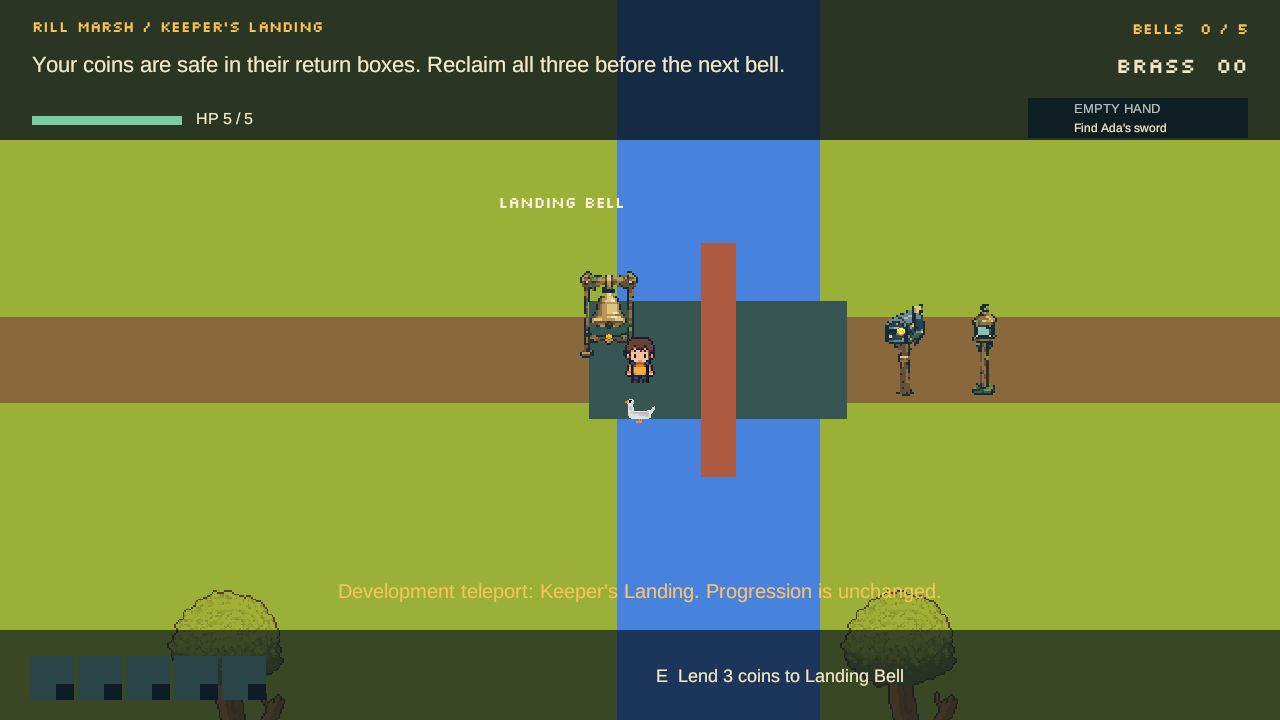 RILL MARSH / KEEPER'S LANDING
BELLS 0 / 5
Your coins are safe in their return boxes. Reclaim all three before the next bell.
BRASS 00
HP 5 / 5
EMPTY HAND
Find Ada's sword
LANDING BELL
Development teleport: Keeper's Landing. Progression is unchanged.
E Lend 3 coins to Landing Bell